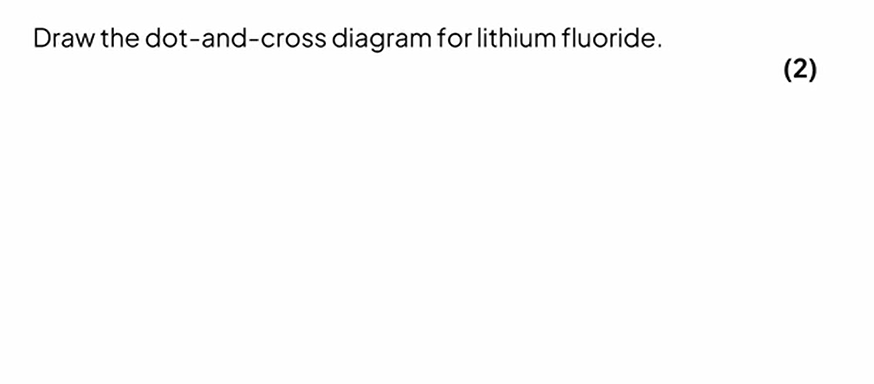 Draw the dot-and-cross diagram for lithium fluoride.
(2)